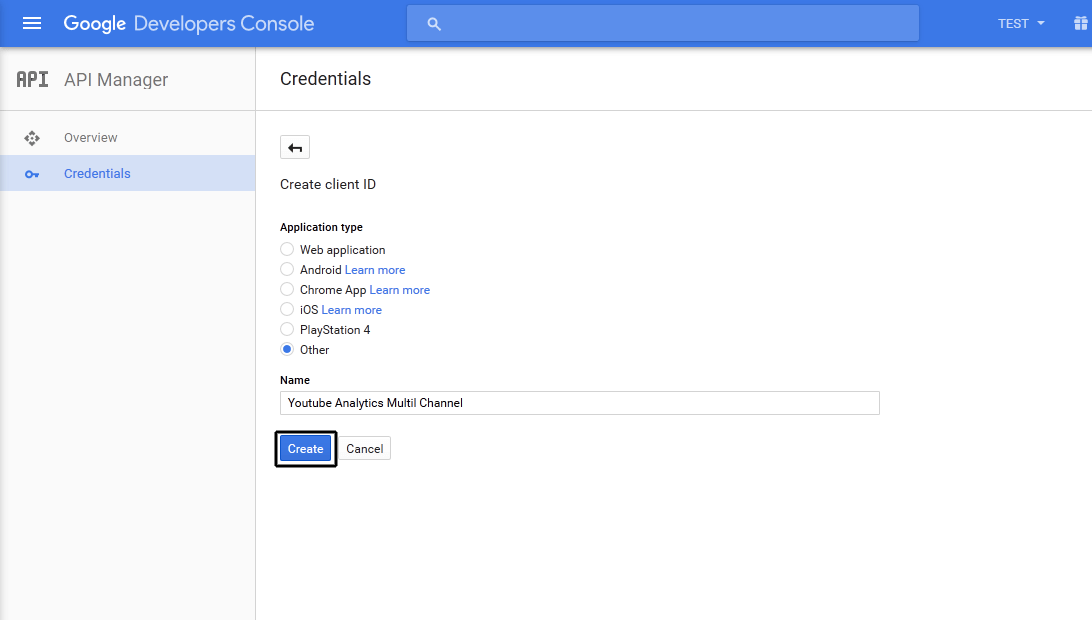 Google Developers Console
TEST
API API Manager
Credentials
Overview
Credentials
Create client ID
Application type
Web application
Android Learn more
Chrome App Learn more
iOS Learn more
PlayStation 4
Other
Name
Youtube Analytics Multil Channel
Create Cancel